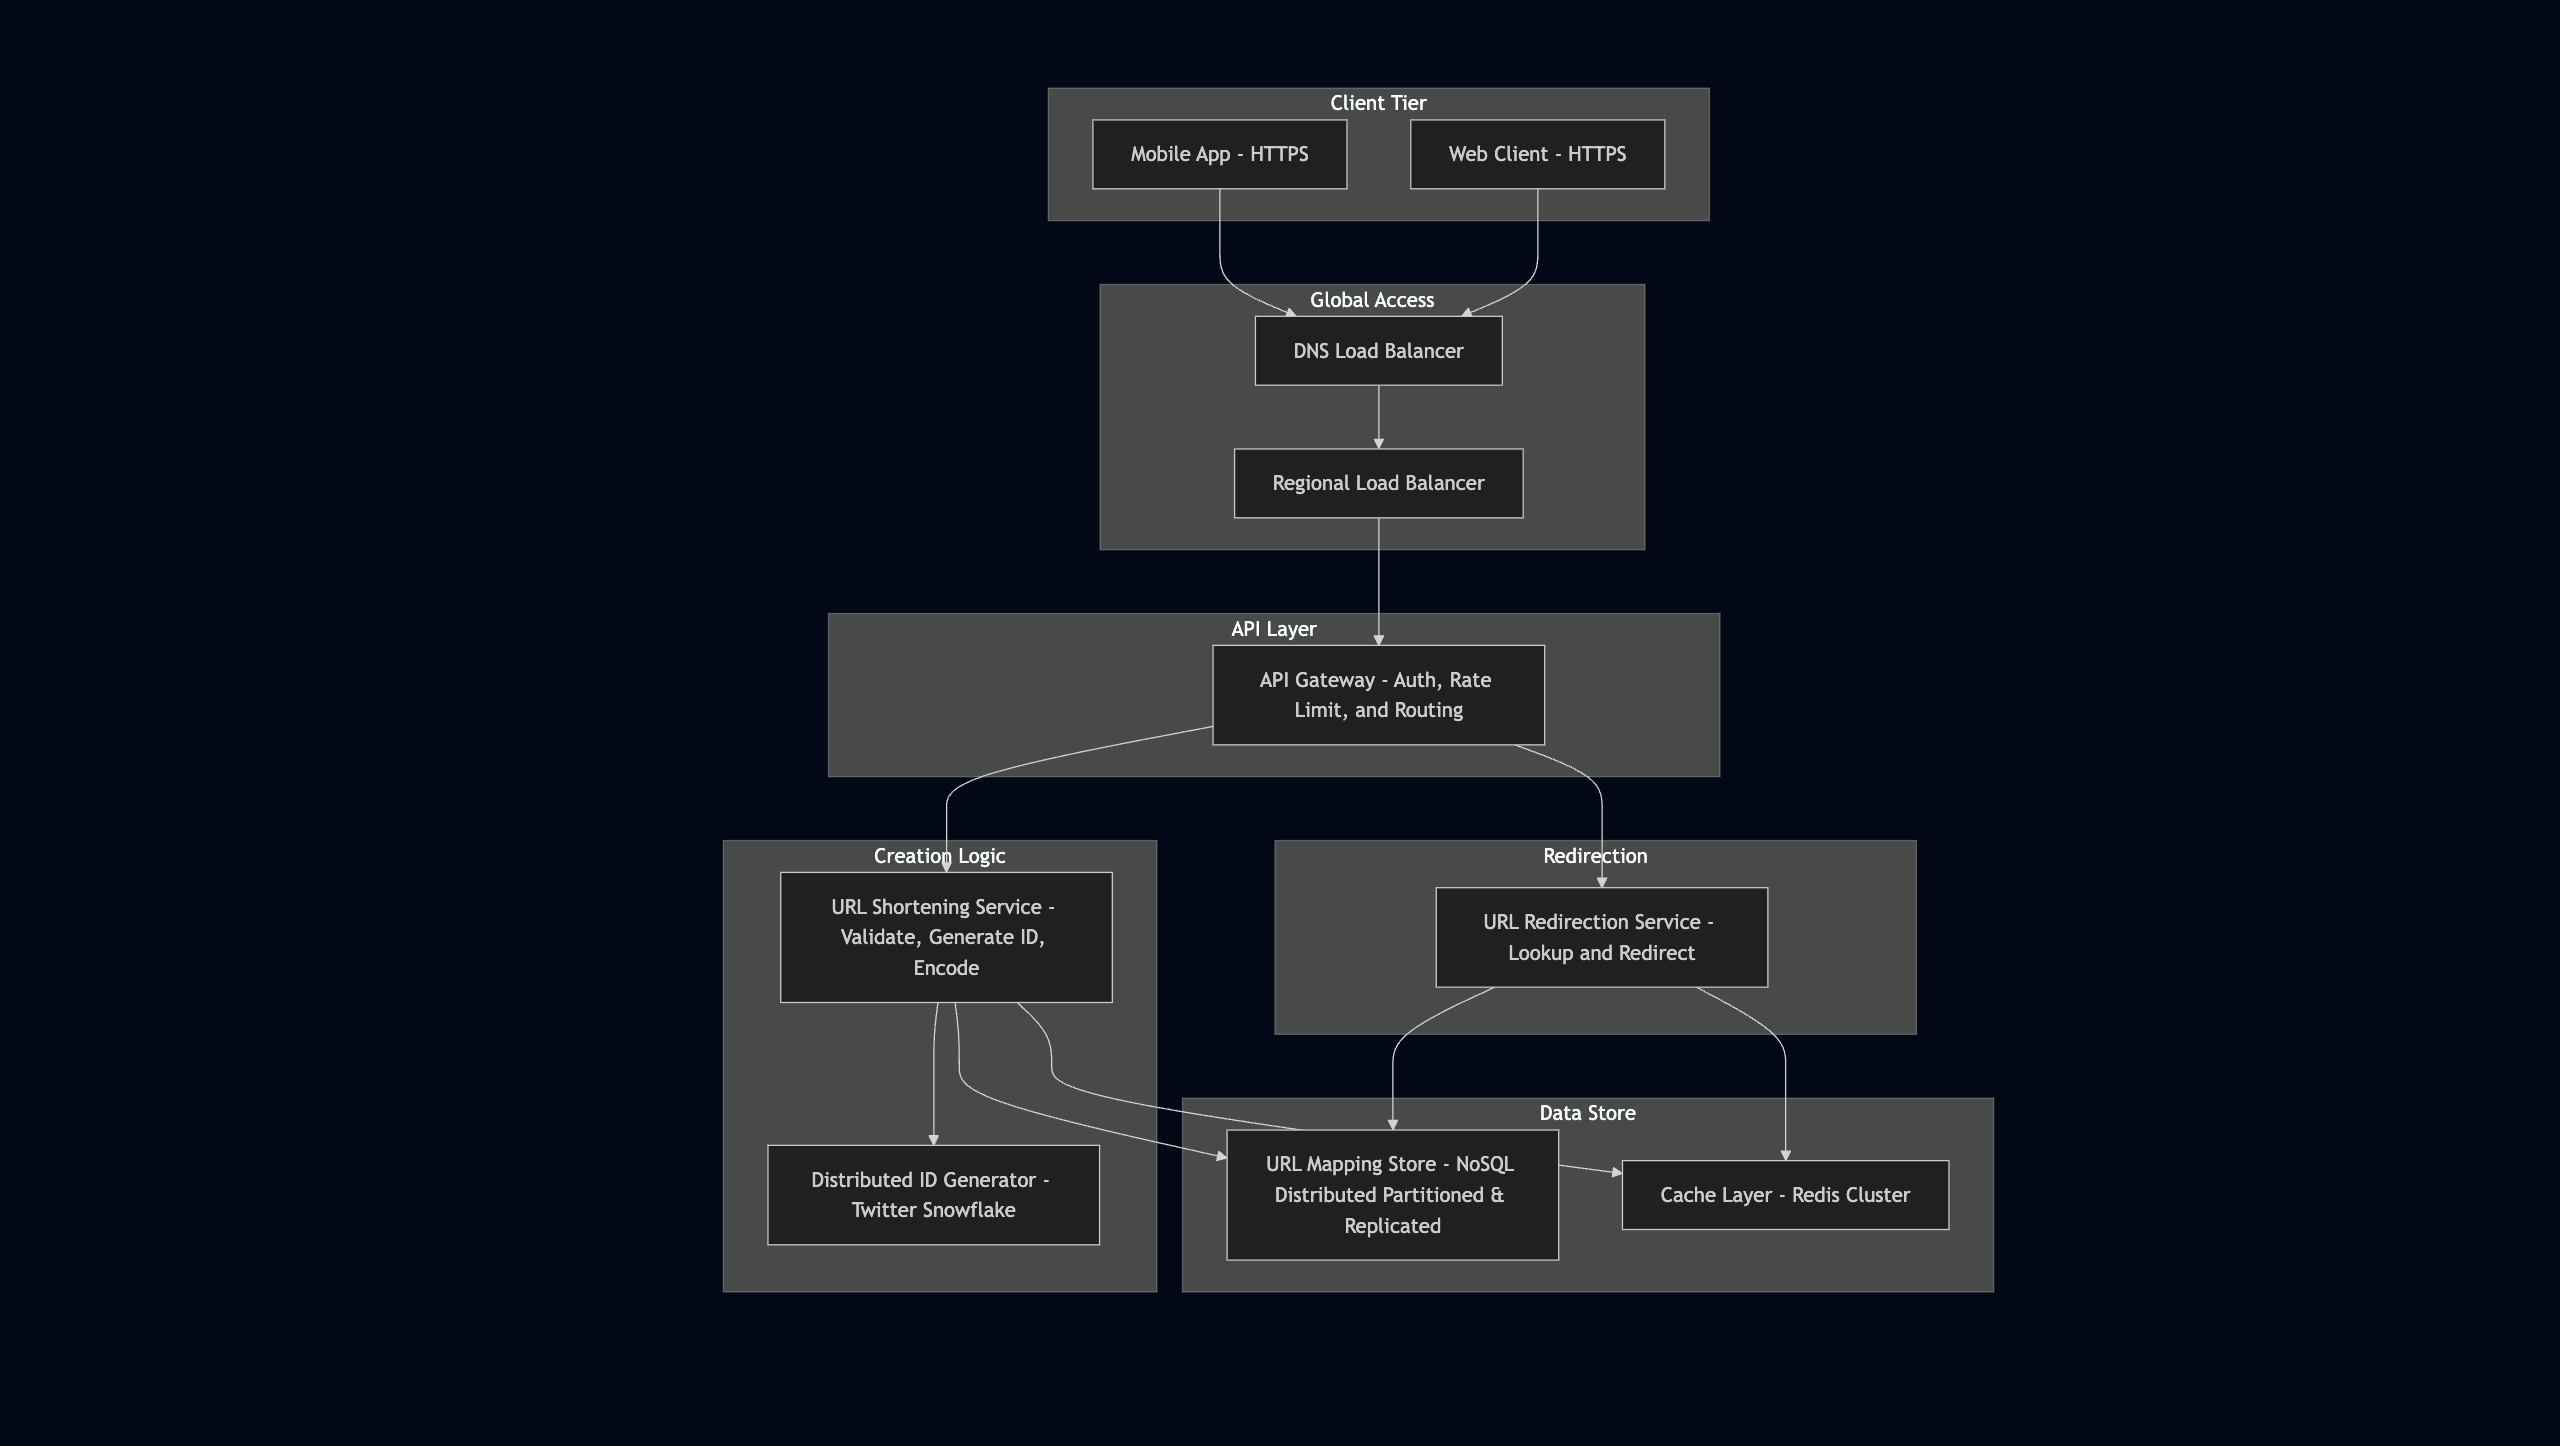 Client Tier
Mobile App - HTTPS
Web Client - HTTPS
Global Access
DNS Load Balancer
Regional Load Balancer
API Layer
API Gateway - Auth, Rate
Limit, and Routing
Creation Logic
URL Shortening Service -
Validate, Generate ID,
Encode
Distributed ID Generator -
Twitter Snowflake
Redirection
URL Redirection Service -
Lookup and Redirect
Data Store
URL Mapping Store - NoSQL
Distributed Partitioned &
Replicated
Cache Layer - Redis Cluster